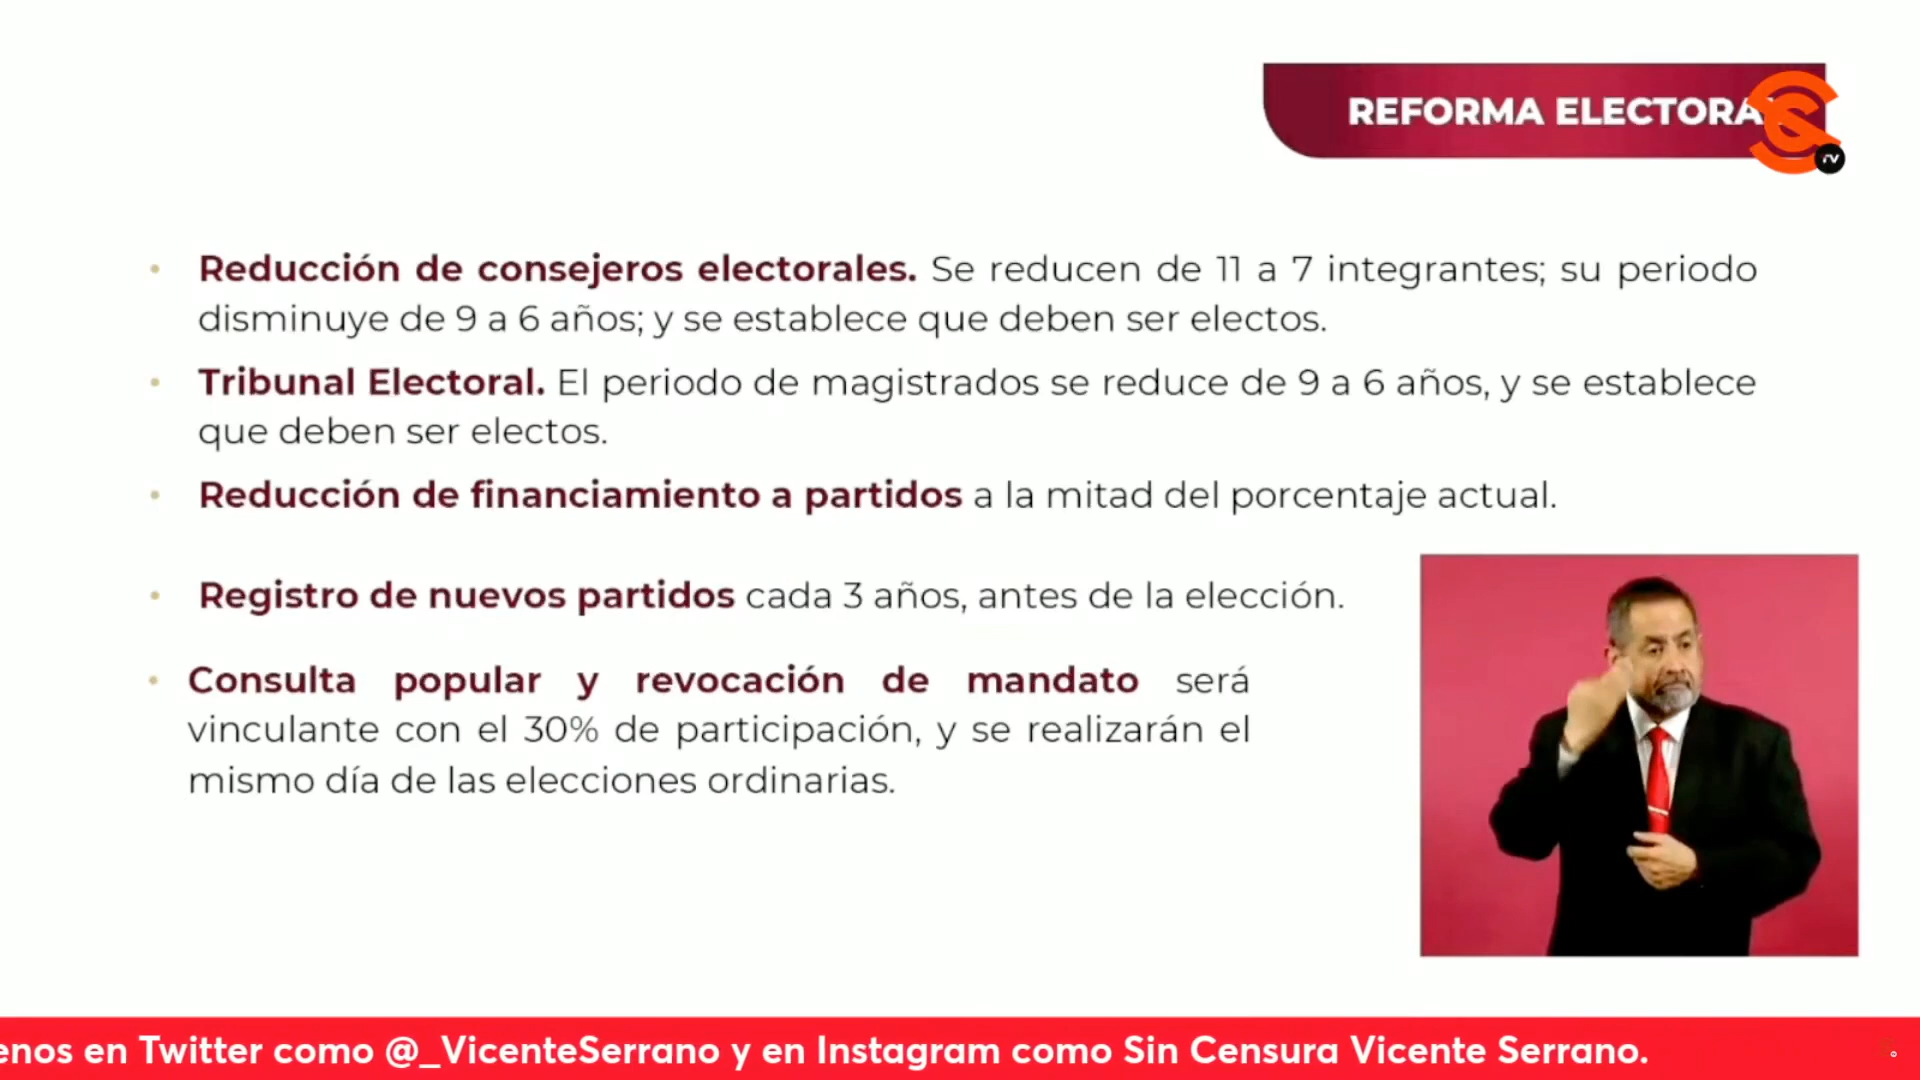 REFORMA ELECTORA
TV
• Reducción de consejeros electorales. Se reducen de 11 a 7 integrantes; su periodo
disminuye de 9 a 6 años; y se establece que deben ser electos.
• Tribunal Electoral. El periodo de magistrados se reduce de 9 a 6 años, y se establece
que deben ser electos.
• Reducción de financiamiento a partidos a la mitad del porcentaje actual.
• Registro de nuevos partidos cada 3 años, antes de la elección.
• Consulta popular y revocación de mandato será
vinculante con el 30% de participación, y se realizarán el
mismo día de las elecciones ordinarias.
enos en Twitter como @_VicenteSerrano y en Instagram como Sin Censura Vicente Serrano.